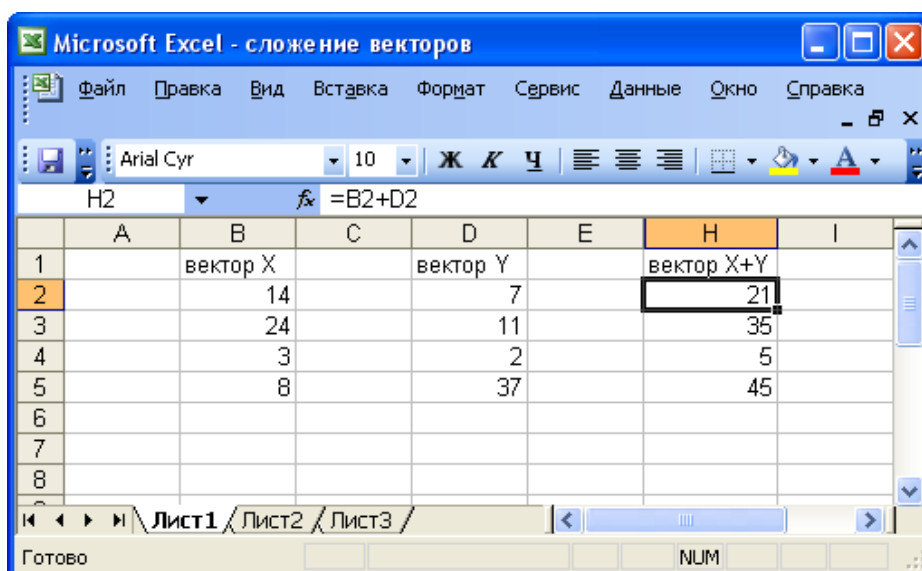 Microsoft Excel - сложение векторов
Файл Правка Вид Вставка Формат Сервис Данные Окно Справка
Arial Cyr 10 Ж К Ч A
H2 fx =B2+D2
A B C D E H I
1 вектор X вектор Y вектор X+Y
2 14 7 21
3 24 11 35
4 3 2 5
5 8 37 45
6
7
8
Лист1 Лист2 Лист3
Готово NUM